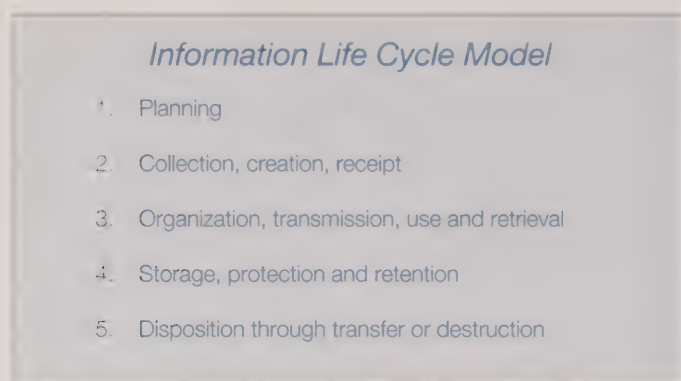 Information Life Cycle Model
1. Planning
2. Collection, creation, receipt
3. Organization, transmission, use and retrieval
4. Storage, protection and retention
5. Disposition through transfer or destruction